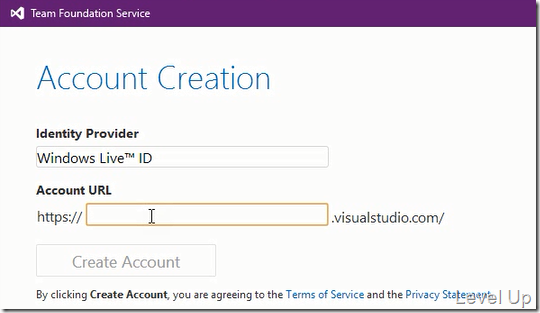 Team Foundation Service
Account Creation
Identity Provider
Windows Live™ ID
Account URL
https:// .visualstudio.com/
Create Account
By clicking Create Account, you are agreeing to the Terms of Service and the Privacy Statement.
Level Up